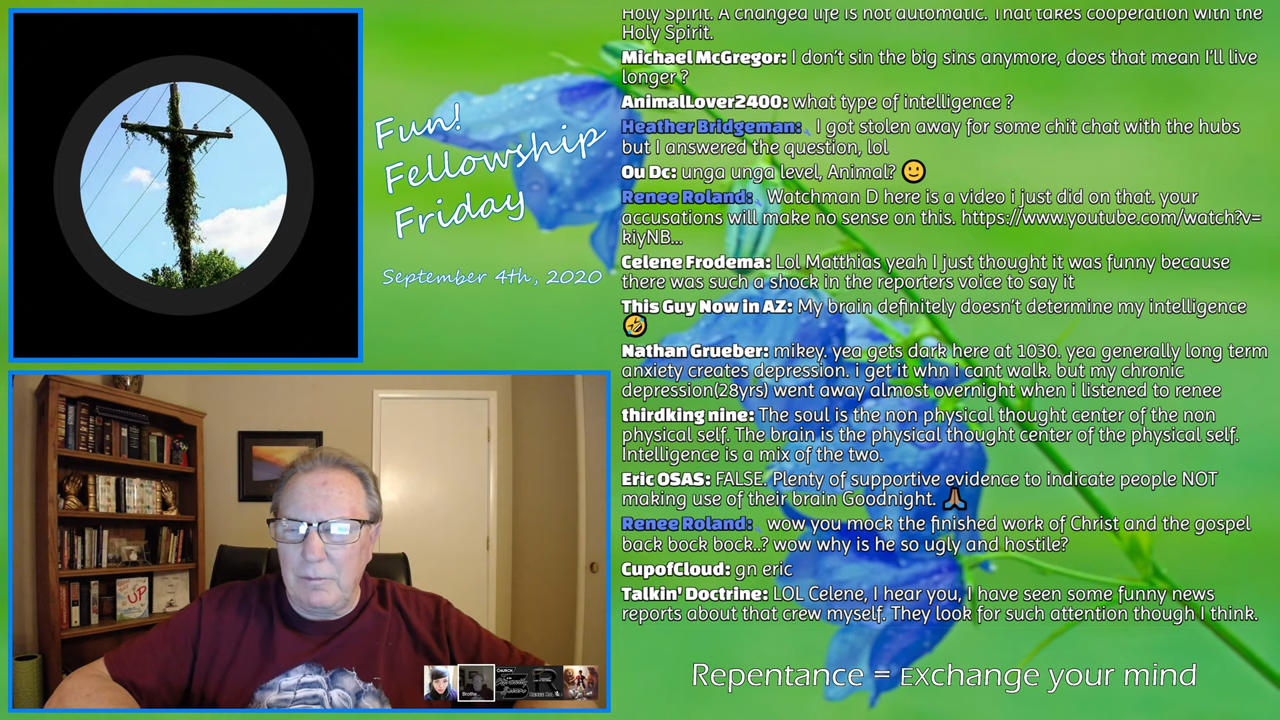 Fun!
Fellowship
Friday
September 4th, 2020
Holy Spirit. A changed life is not automatic. That takes cooperation with the
Holy Spirit.
Michael McGregor: I don't sin the big sins anymore, does that mean I'll live
longer ?
AnimalLover2400: what type of intelligence ?
Heather Bridgeman: I got stolen away for some chit chat with the hubs
but I answered the question, lol
Ou Dc: unga unga level, Animal? 🙂
Renee Roland: Watchman D here is a video i just did on that. your
accusations will make no sense on this. https://www.youtube.com/watch?v=
kiyNB...
Celene Frodema: Lol Matthias yeah I just thought it was funny because
there was such a shock in the reporters voice to say it
This Guy Now in AZ: My brain definitely doesn't determine my intelligence
🤣
Nathan Grueber: mikey. yea gets dark here at 1030. yea generally long term
anxiety creates depression. i get it whn i cant walk. but my chronic
depression(28yrs) went away almost overnight when i listened to renee
thirdking nine: The soul is the non physical thought center of the non
physical self. The brain is the physical thought center of the physical self.
Intelligence is a mix of the two.
Eric OSAS: FALSE. Plenty of supportive evidence to indicate people NOT
making use of their brain Goodnight. 🙏🏾
Renee Roland: wow you mock the finished work of Christ and the gospel
back bock bock..? wow why is he so ugly and hostile?
CupofCloud: gn eric
Talkin' Doctrine: LOL Celene, I hear you, I have seen some funny news
reports about that crew myself. They look for such attention though I think.
Repentance = Exchange your mind
UP
Brothe...